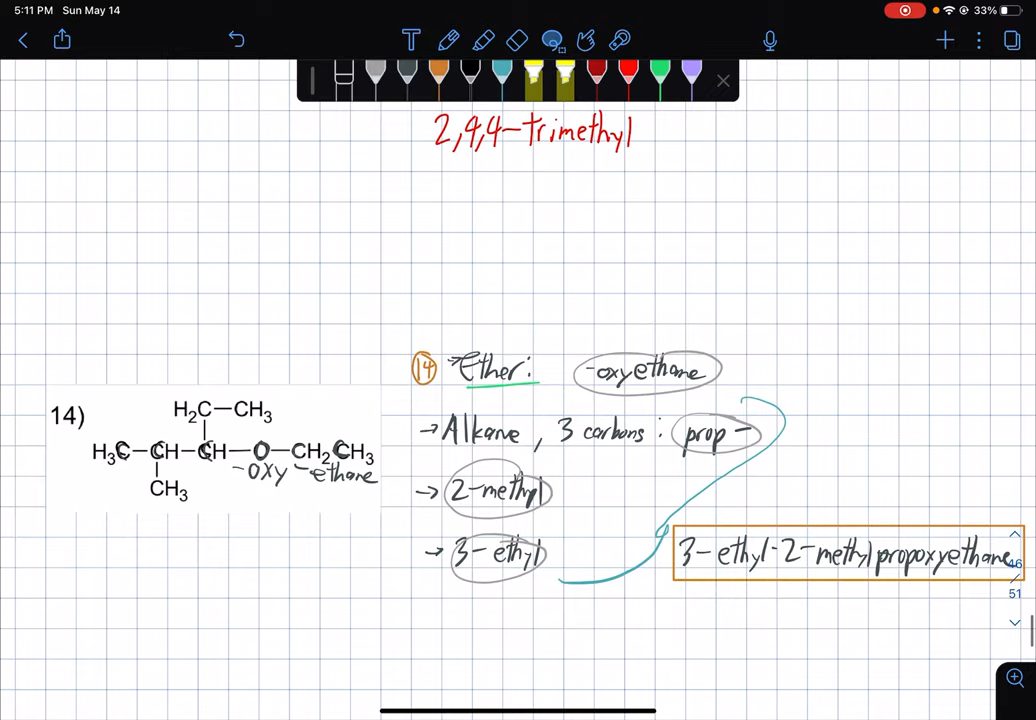 5:11 PM Sun May 14
33%
2,4,4-trimethyl
14 →Ether: -oxyethane
→Alkane, 3 carbons: prop-
→ 2-methyl
→ 3-ethyl
3-ethyl-2-methylpropoxyethane
14)
H₂C—CH₃
H₃C—CH—CH—O—CH₂CH₃
-oxy-ethane
CH₃
46
51